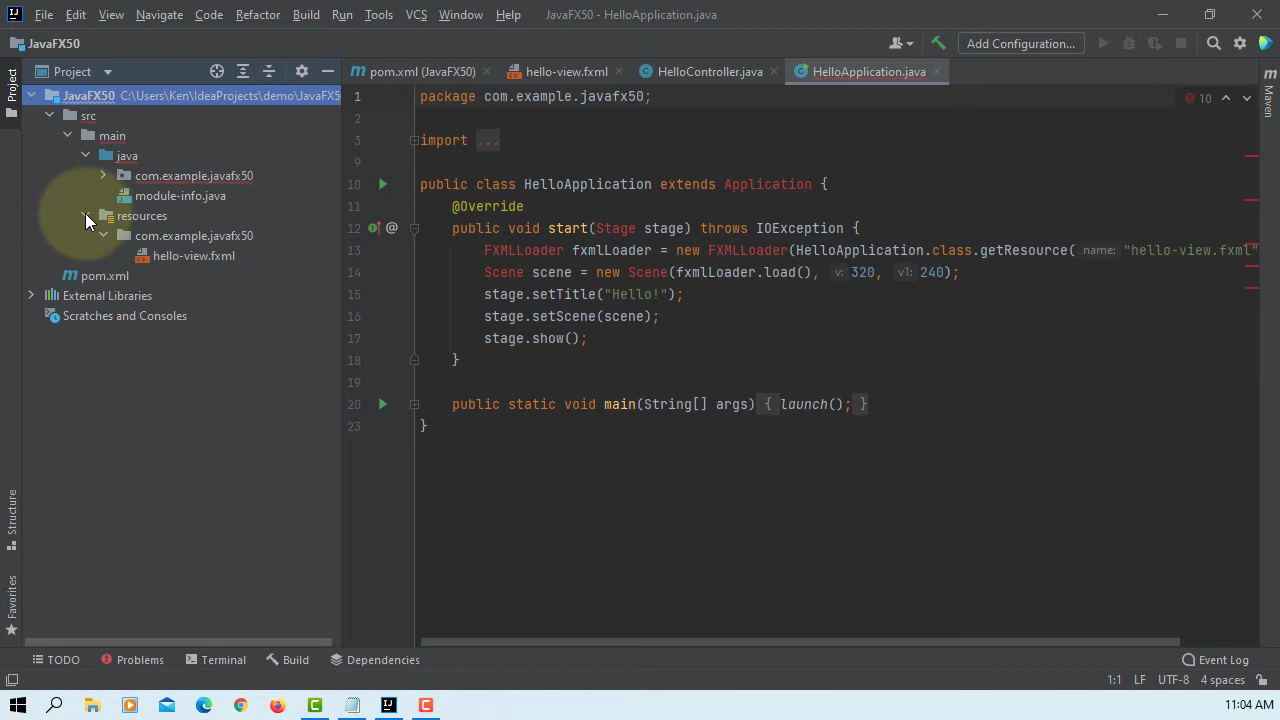 File Edit View Navigate Code Refactor Build Run Tools VCS Window Help JavaFX50 - HelloApplication.java
JavaFX50 Add Configuration...
Project Project pom.xml (JavaFX50) hello-view.fxml HelloController.java HelloApplication.java Maven
JavaFX50 C:\Users\Ken\IdeaProjects\demo\JavaFX5
src
main
java
com.example.javafx50
module-info.java
resources
com.example.javafx50
hello-view.fxml
pom.xml
External Libraries
Scratches and Consoles
Structure
Favorites
10
1 package com.example.javafx50;
2
3 import ...
9
10 public class HelloApplication extends Application {
11 @Override
12 @ public void start(Stage stage) throws IOException {
13 FXMLLoader fxmlLoader = new FXMLLoader(HelloApplication.class.getResource( name: "hello-view.fxml"
14 Scene scene = new Scene(fxmlLoader.load(), v: 320, v1: 240);
15 stage.setTitle("Hello!");
16 stage.setScene(scene);
17 stage.show();
18 }
19
20 public static void main(String[] args) { launch(); }
23 }
TODO Problems Terminal Build Dependencies Event Log
1:1 LF UTF-8 4 spaces
11:04 AM